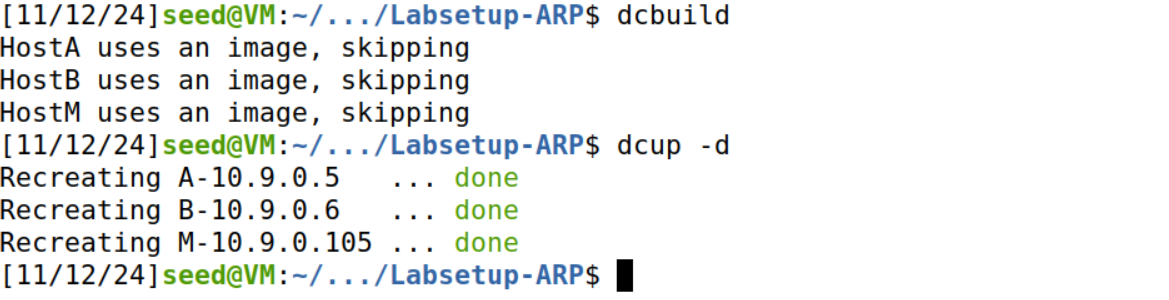 [11/12/24]seed@VM:~/.../Labsetup-ARP$ dcbuild
HostA uses an image, skipping
HostB uses an image, skipping
HostM uses an image, skipping
[11/12/24]seed@VM:~/.../Labsetup-ARP$ dcup -d
Recreating A-10.9.0.5   ... done
Recreating B-10.9.0.6   ... done
Recreating M-10.9.0.105 ... done
[11/12/24]seed@VM:~/.../Labsetup-ARP$